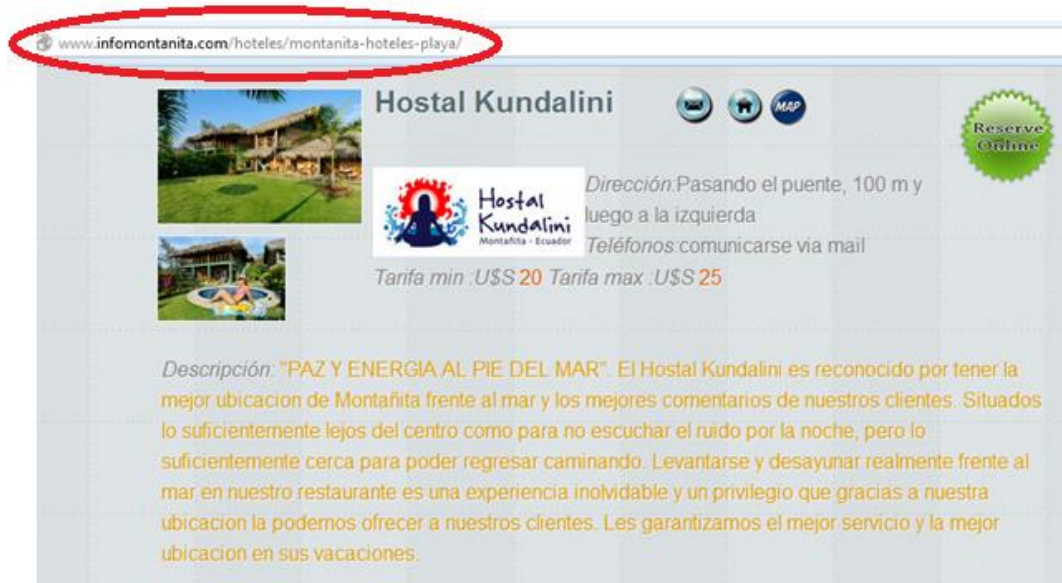 www.infomontanita.com/hoteles/montanita-hoteles-playa/
Hostal Kundalini
MAP
Reserve
Online
Hostal
Kundalini
Montañita - Ecuador
Dirección:Pasando el puente, 100 m y
luego a la izquierda
Teléfonos:comunicarse via mail
Tarifa min :U$S 20 Tarifa max :U$S 25
Descripción: "PAZ Y ENERGIA AL PIE DEL MAR". El Hostal Kundalini es reconocido por tener la
mejor ubicacion de Montañita frente al mar y los mejores comentarios de nuestros clientes. Situados
lo suficientemente lejos del centro como para no escuchar el ruido por la noche, pero lo
suficientemente cerca para poder regresar caminando. Levantarse y desayunar realmente frente al
mar en nuestro restaurante es una experiencia inolvidable y un privilegio que gracias a nuestra
ubicacion la podemos ofrecer a nuestros clientes. Les garantizamos el mejor servicio y la mejor
ubicacion en sus vacaciones.